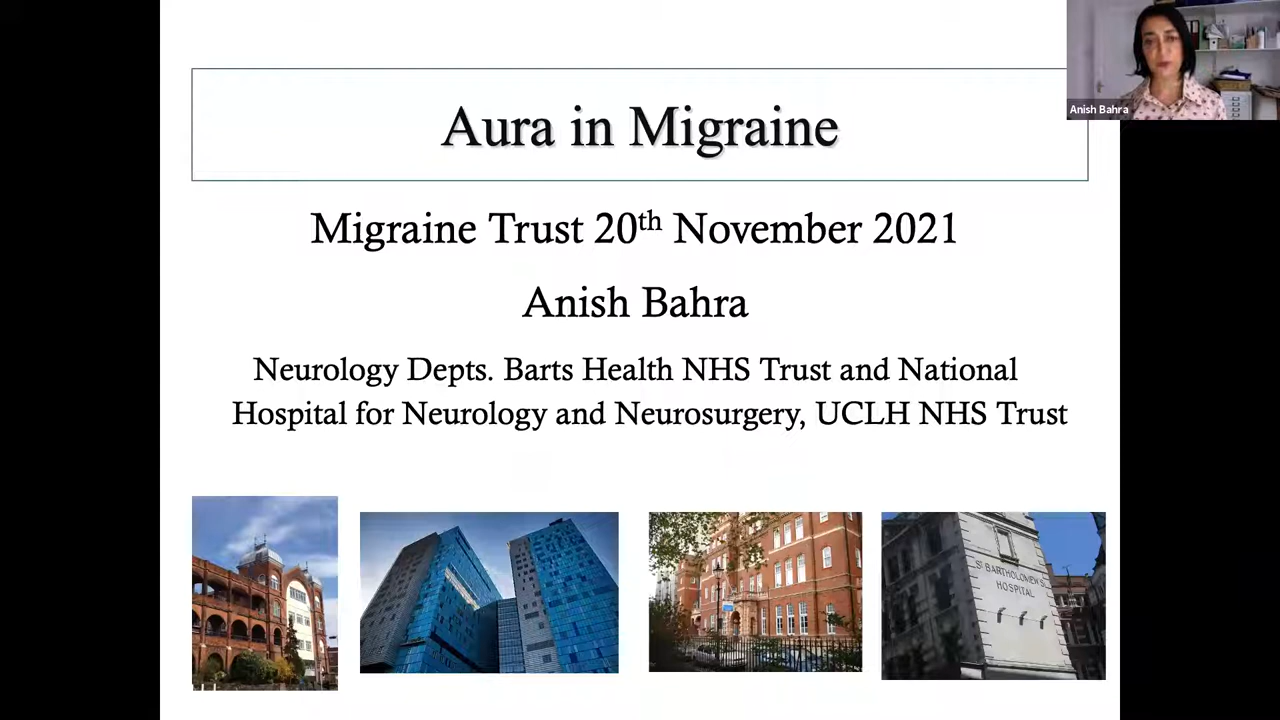 Aura in Migraine
Anish Bahra
Migraine Trust 20th November 2021
Anish Bahra
Neurology Depts. Barts Health NHS Trust and National
Hospital for Neurology and Neurosurgery, UCLH NHS Trust
ST BARTHOLOMEW'S
HOSPITAL